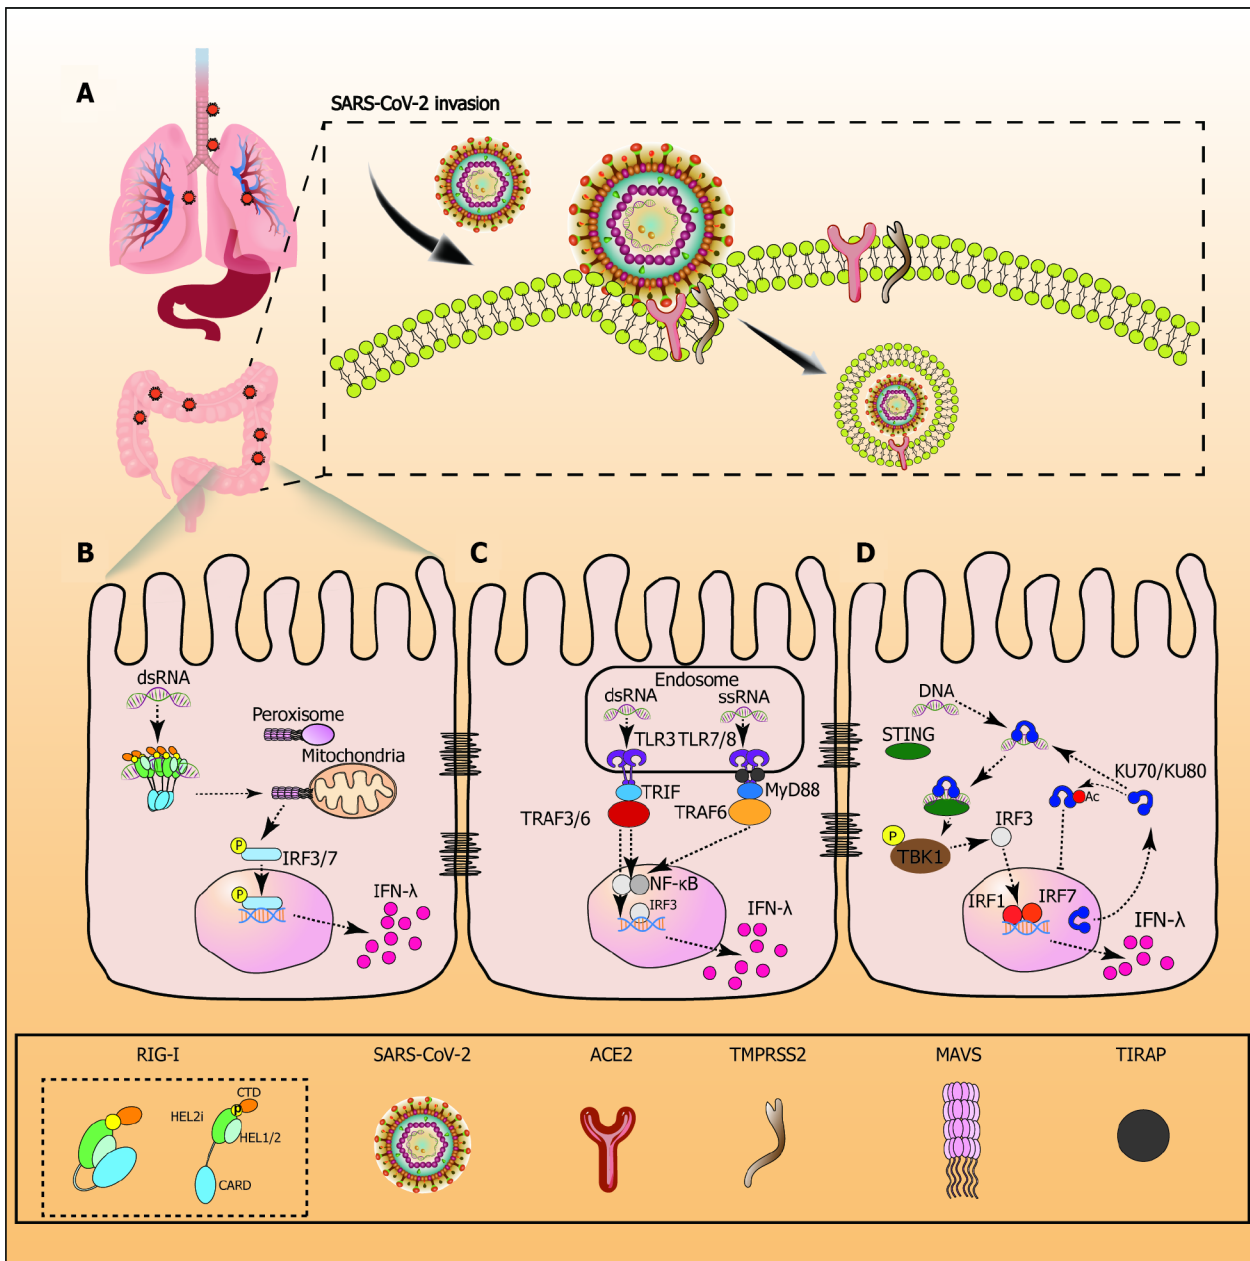 A
SARS-CoV-2 invasion
B
dsRNA
Peroxisome
Mitochondria
P
IRF3/7
P
IFN-λ
C
Endosome
dsRNA
ssRNA
TLR3
TLR7/8
TRIF
MyD88
TRAF3/6
TRAF6
NF-κB
IRF3
IFN-λ
D
DNA
STING
KU70/KU80
Ac
P
TBK1
IRF3
IRF1
IRF7
IFN-λ
RIG-I
SARS-CoV-2
ACE2
TMPRSS2
MAVS
TIRAP
CTD
P
HEL2i
HEL1/2
CARD